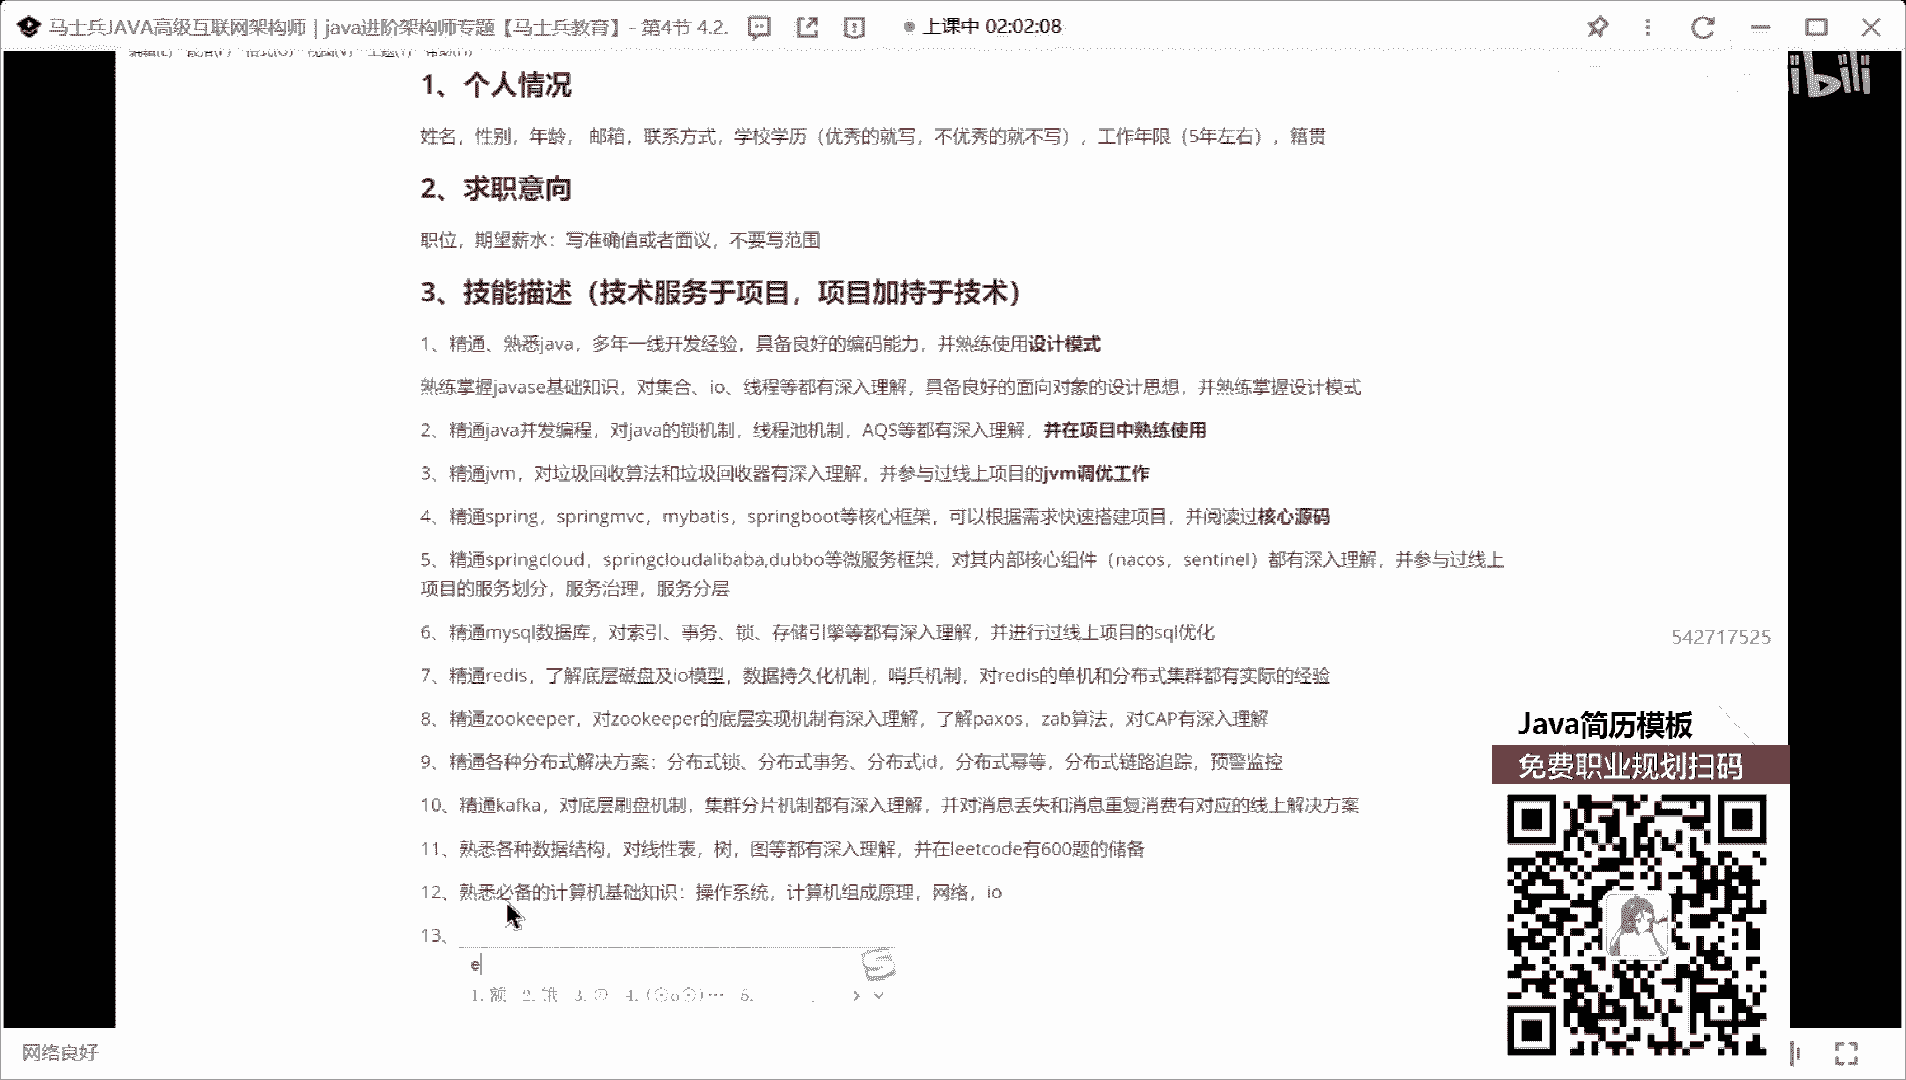 马士兵JAVA高级互联网架构师 | java进阶架构师专题【马士兵教育】- 第4节 4.2.
上课中 02:02:08
编辑(E) 段落(P) 格式(O) 视图(V) 主题(T) 帮助(H)
ibili
1、个人情况
姓名，性别，年龄， 邮箱，联系方式，学校学历（优秀的就写，不优秀的就不写），工作年限（5年左右），籍贯
2、求职意向
职位，期望薪水：写准确值或者面议，不要写范围
3、技能描述（技术服务于项目，项目加持于技术）
1、精通、熟悉java，多年一线开发经验，具备良好的编码能力，并熟练使用设计模式
熟练掌握javase基础知识，对集合、io、线程等都有深入理解，具备良好的面向对象的设计思想，并熟练掌握设计模式
2、精通java并发编程，对java的锁机制，线程池机制，AQS等都有深入理解，并在项目中熟练使用
3、精通jvm，对垃圾回收算法和垃圾回收器有深入理解，并参与过线上项目的jvm调优工作
4、精通spring，springmvc，mybatis，springboot等核心框架，可以根据需求快速搭建项目，并阅读过核心源码
5、精通springcloud，springcloudalibaba,dubbo等微服务框架，对其内部核心组件（nacos，sentinel）都有深入理解，并参与过线上
项目的服务划分，服务治理，服务分层
6、精通mysql数据库，对索引、事务、锁、存储引擎等都有深入理解，并进行过线上项目的sql优化
542717525
7、精通redis，了解底层磁盘及io模型，数据持久化机制，哨兵机制，对redis的单机和分布式集群都有实际的经验
8、精通zookeeper，对zookeeper的底层实现机制有深入理解，了解paxos，zab算法，对CAP有深入理解
Java简历模板
9、精通各种分布式解决方案：分布式锁、分布式事务、分布式id，分布式幂等，分布式链路追踪，预警监控
免费职业规划扫码
10、精通kafka，对底层刷盘机制，集群分片机制都有深入理解，并对消息丢失和消息重复消费有对应的线上解决方案
11、熟悉各种数据结构，对线性表，树，图等都有深入理解，并在leetcode有600题的储备
12、熟悉必备的计算机基础知识：操作系统，计算机组成原理，网络，io
13、
e
1. 额 2. 饿 3. 4. (⊙o⊙)… 5.
网络良好